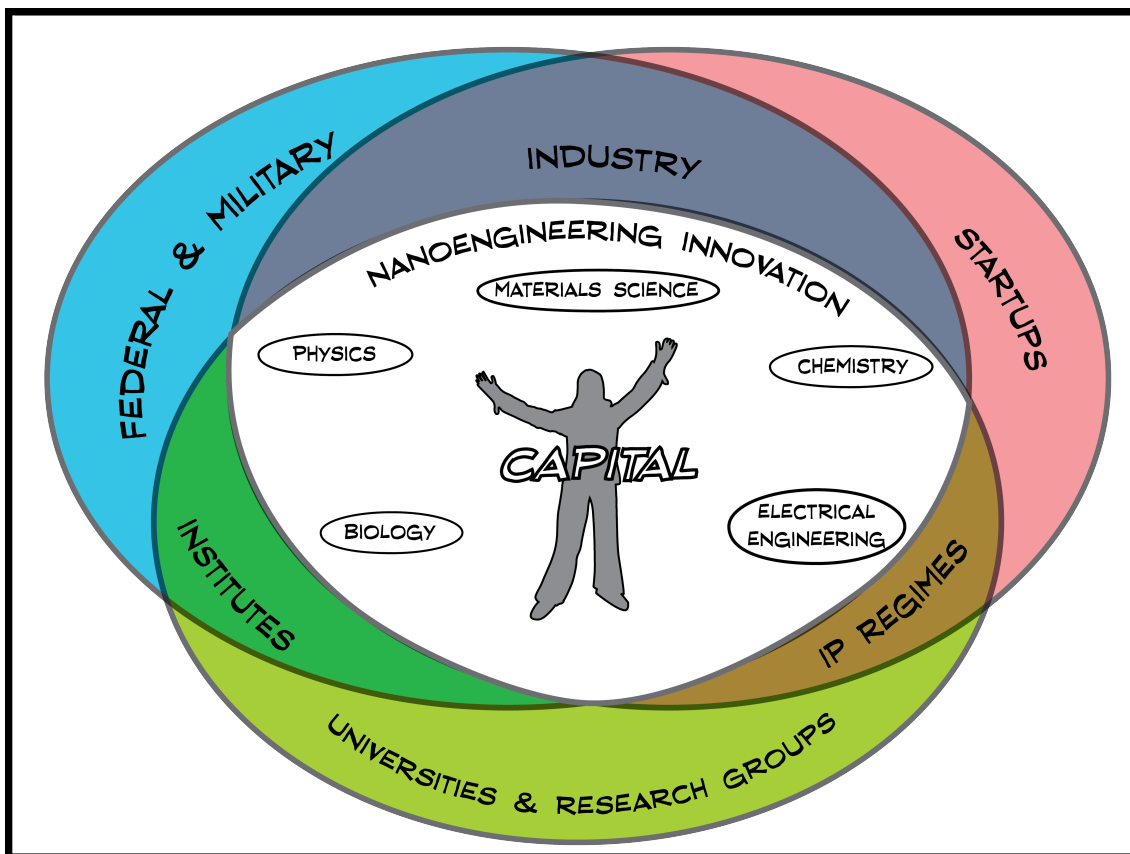 INDUSTRY
FEDERAL & MILITARY
STARTUPS
NANOENGINEERING INNOVATION
MATERIALS SCIENCE
PHYSICS
CHEMISTRY
CAPITAL
BIOLOGY
ELECTRICAL
ENGINEERING
INSTITUTES
IP REGIMES
UNIVERSITIES & RESEARCH GROUPS